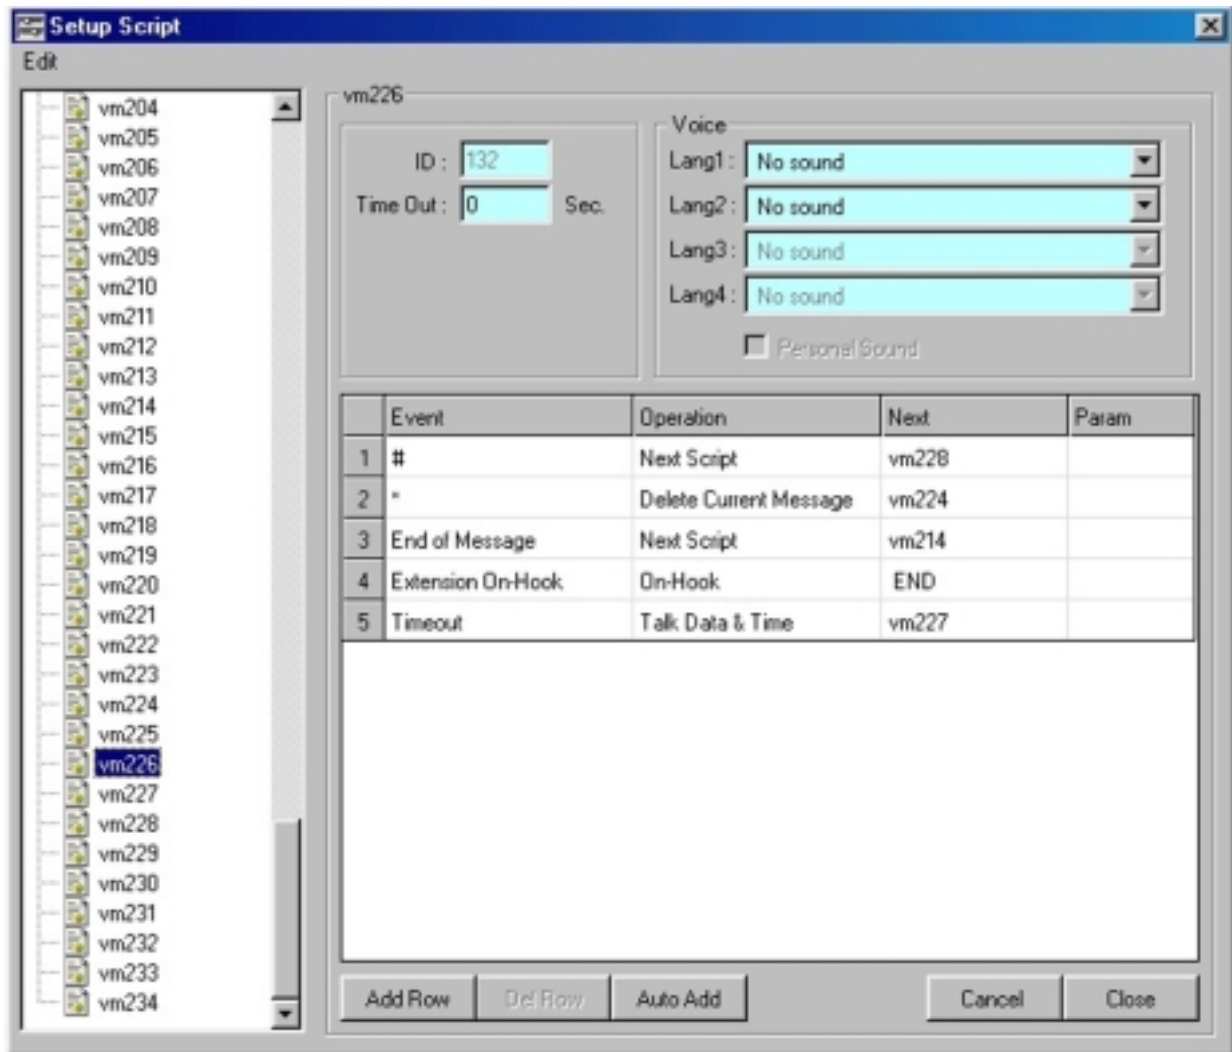 Setup Script
Edit
vm204
vm205
vm206
vm207
vm208
vm209
vm210
vm211
vm212
vm213
vm214
vm215
vm216
vm217
vm218
vm219
vm220
vm221
vm222
vm223
vm224
vm225
vm226
vm227
vm228
vm229
vm230
vm231
vm232
vm233
vm234
vm226
ID : 132
Time Out : 0 Sec.
Voice
Lang1 : No sound
Lang2 : No sound
Lang3 : No sound
Lang4 : No sound
Personal Sound
Event Operation Next Param
1 # Next Script vm228
2 * Delete Current Message vm224
3 End of Message Next Script vm214
4 Extension On-Hook On-Hook END
5 Timeout Talk Data & Time vm227
Add Row Del Row Auto Add Cancel Close